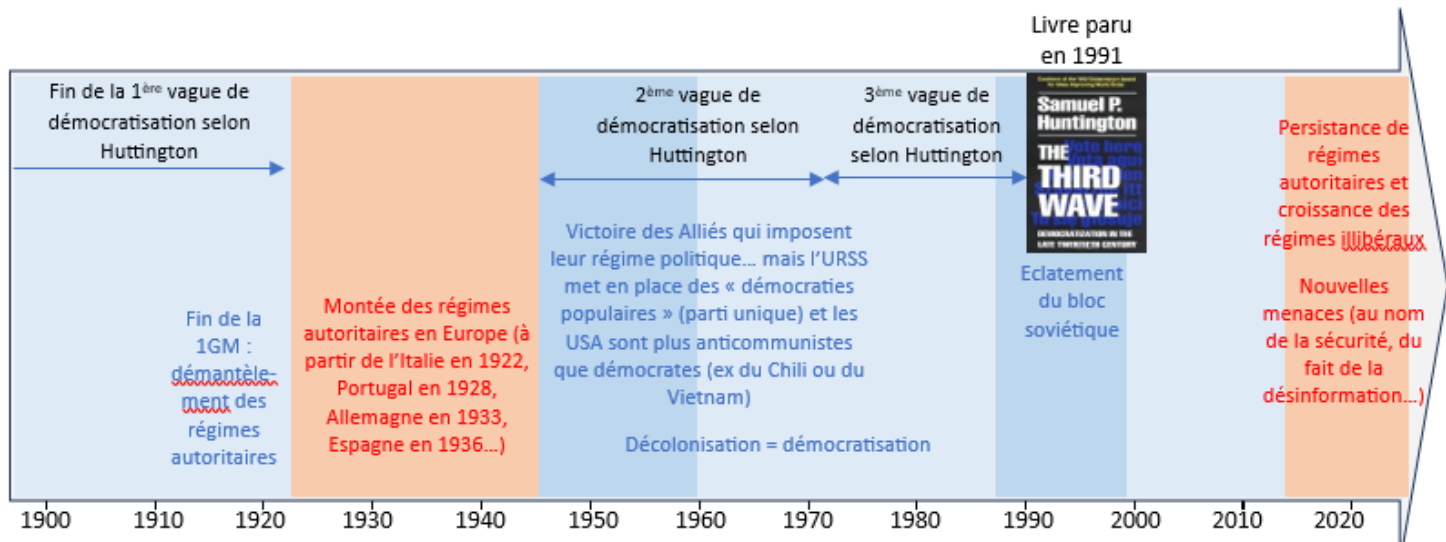 Livre paru
en 1991
Fin de la 1ère vague de
démocratisation selon
Huttington
2ème vague de
démocratisation selon
Huttington
3ème vague de
démocratisation
selon Huttington
Samuel P.
Huntington
THE
THIRD
WAVE
DEMOCRATIZATION IN THE
LATE TWENTIETH CENTURY
Persistance de
régimes
autoritaires et
croissance des
régimes illibéraux
Nouvelles
menaces (au nom
de la sécurité, du
fait de la
désinformation…)
Fin de la
1GM :
démantèle-
ment des
régimes
autoritaires
Montée des régimes
autoritaires en Europe (à
partir de l’Italie en 1922,
Portugal en 1928,
Allemagne en 1933,
Espagne en 1936…)
Victoire des Alliés qui imposent
leur régime politique… mais l’URSS
met en place des « démocraties
populaires » (parti unique) et les
USA sont plus anticommunistes
que démocrates (ex du Chili ou du
Vietnam)
Décolonisation = démocratisation
Eclatement
du bloc
soviétique
1900 1910 1920 1930 1940 1950 1960 1970 1980 1990 2000 2010 2020